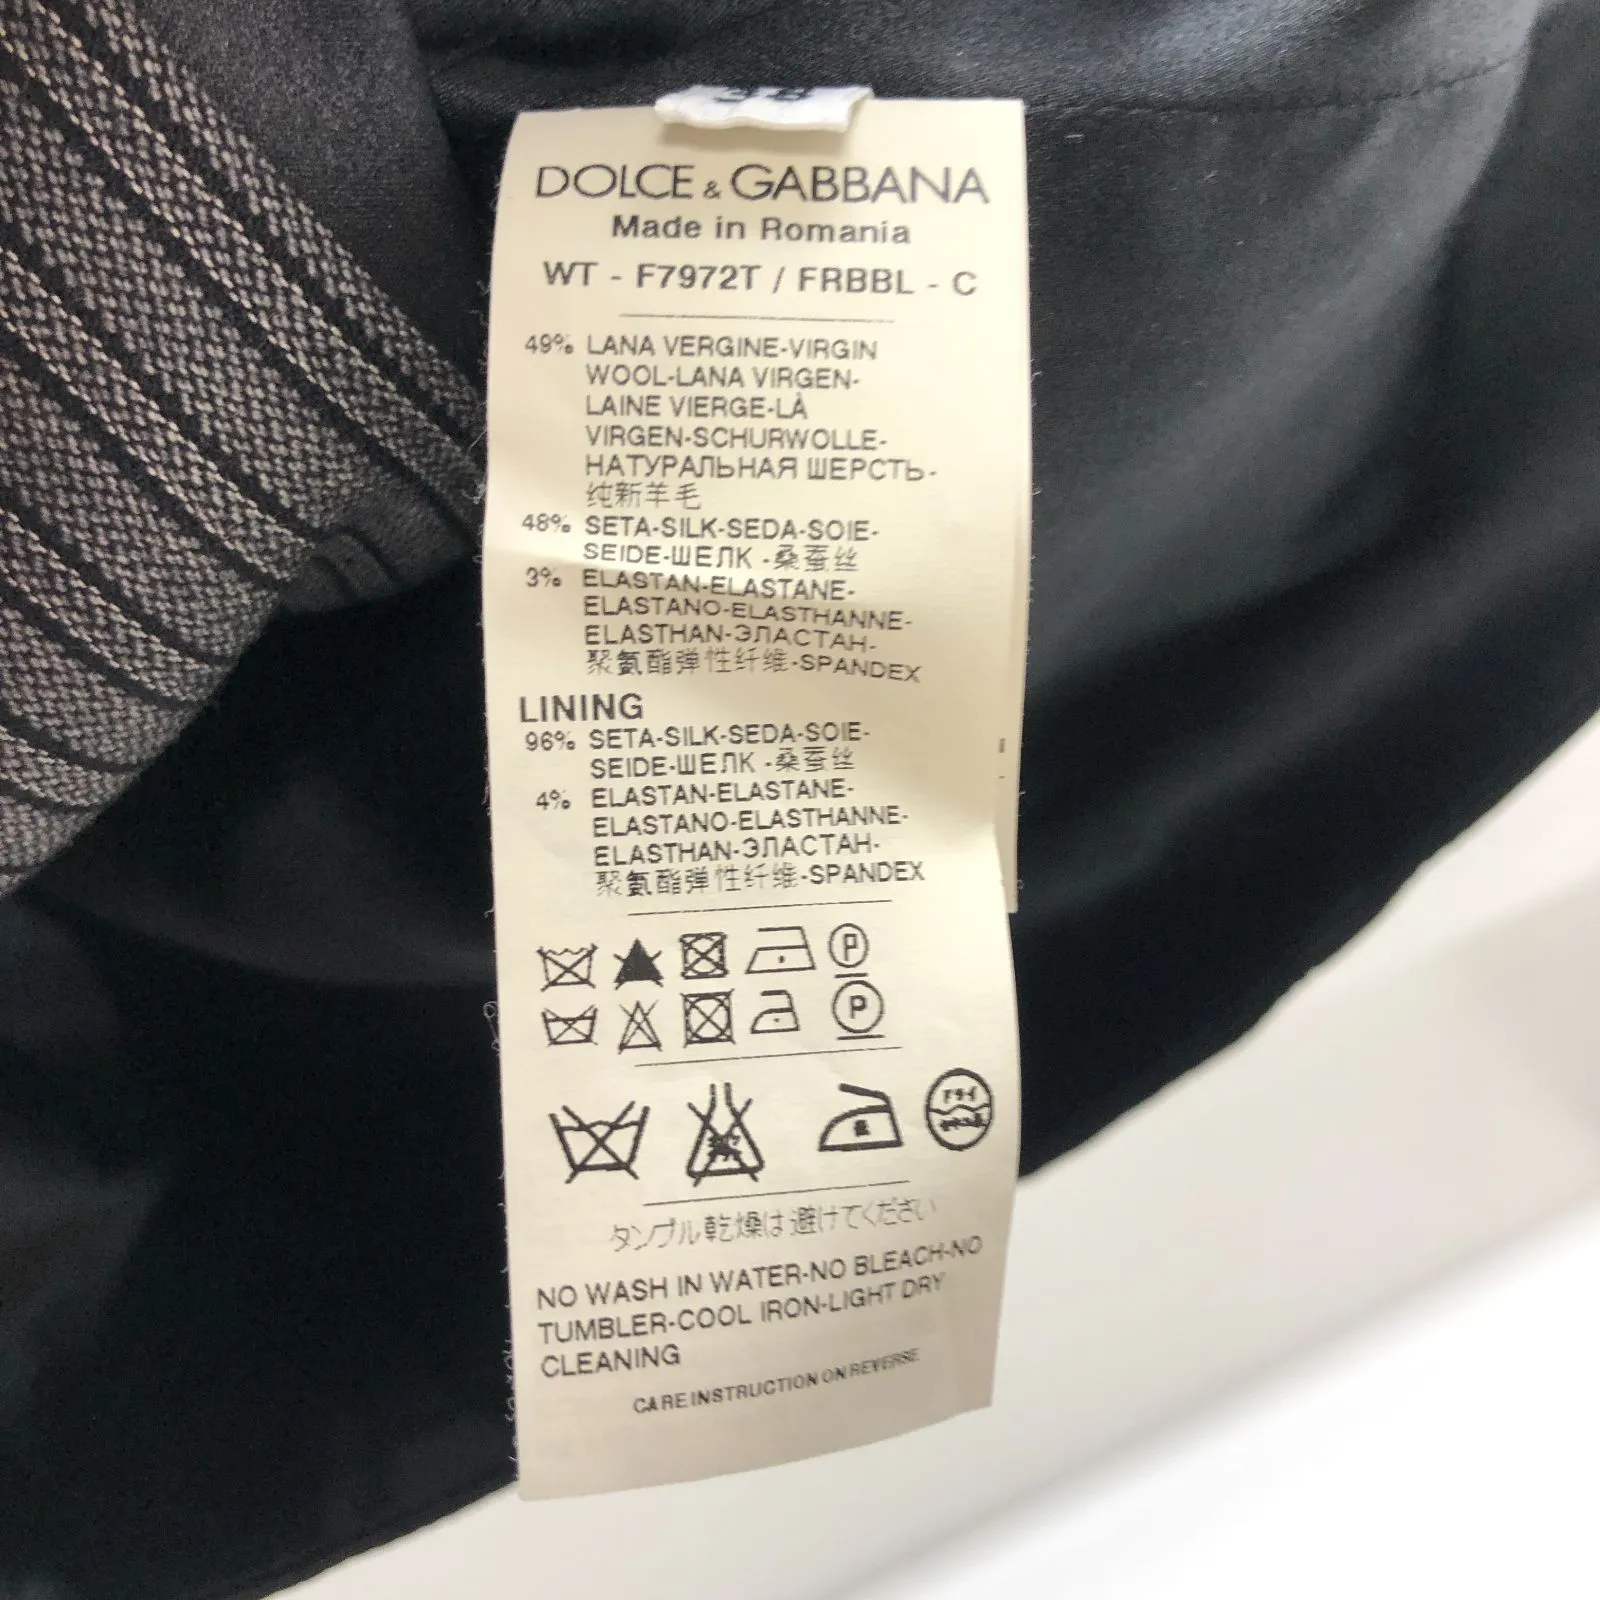 DOLCE & GABBANA
Made in Romania
WT - F7972T / FRBBL - C
49% LANA VERGINE-VIRGIN
WOOL-LANA VIRGEN-
LAINE VIERGE-LÀ
VIRGEN-SCHURWOLLE-
НАТУРАЛЬНАЯ ШЕРСТЬ-
纯新羊毛
48% SETA-SILK-SEDA-SOIE-
SEIDE-ШЕЛК -桑蚕丝
3% ELASTAN-ELASTANE-
ELASTANO-ELASTHANNE-
ELASTHAN-ЭЛАСТАН-
聚氨酯弹性纤维-SPANDEX
LINING
96% SETA-SILK-SEDA-SOIE-
SEIDE-ШЕЛК -桑蚕丝
4% ELASTAN-ELASTANE-
ELASTANO-ELASTHANNE-
ELASTHAN-ЭЛАСТАН-
聚氨酯弹性纤维-SPANDEX
P
P
ドライ
タンブル乾燥は避けてください
NO WASH IN WATER-NO BLEACH-NO
TUMBLER-COOL IRON-LIGHT DRY
CLEANING
CARE INSTRUCTION ON REVERSE